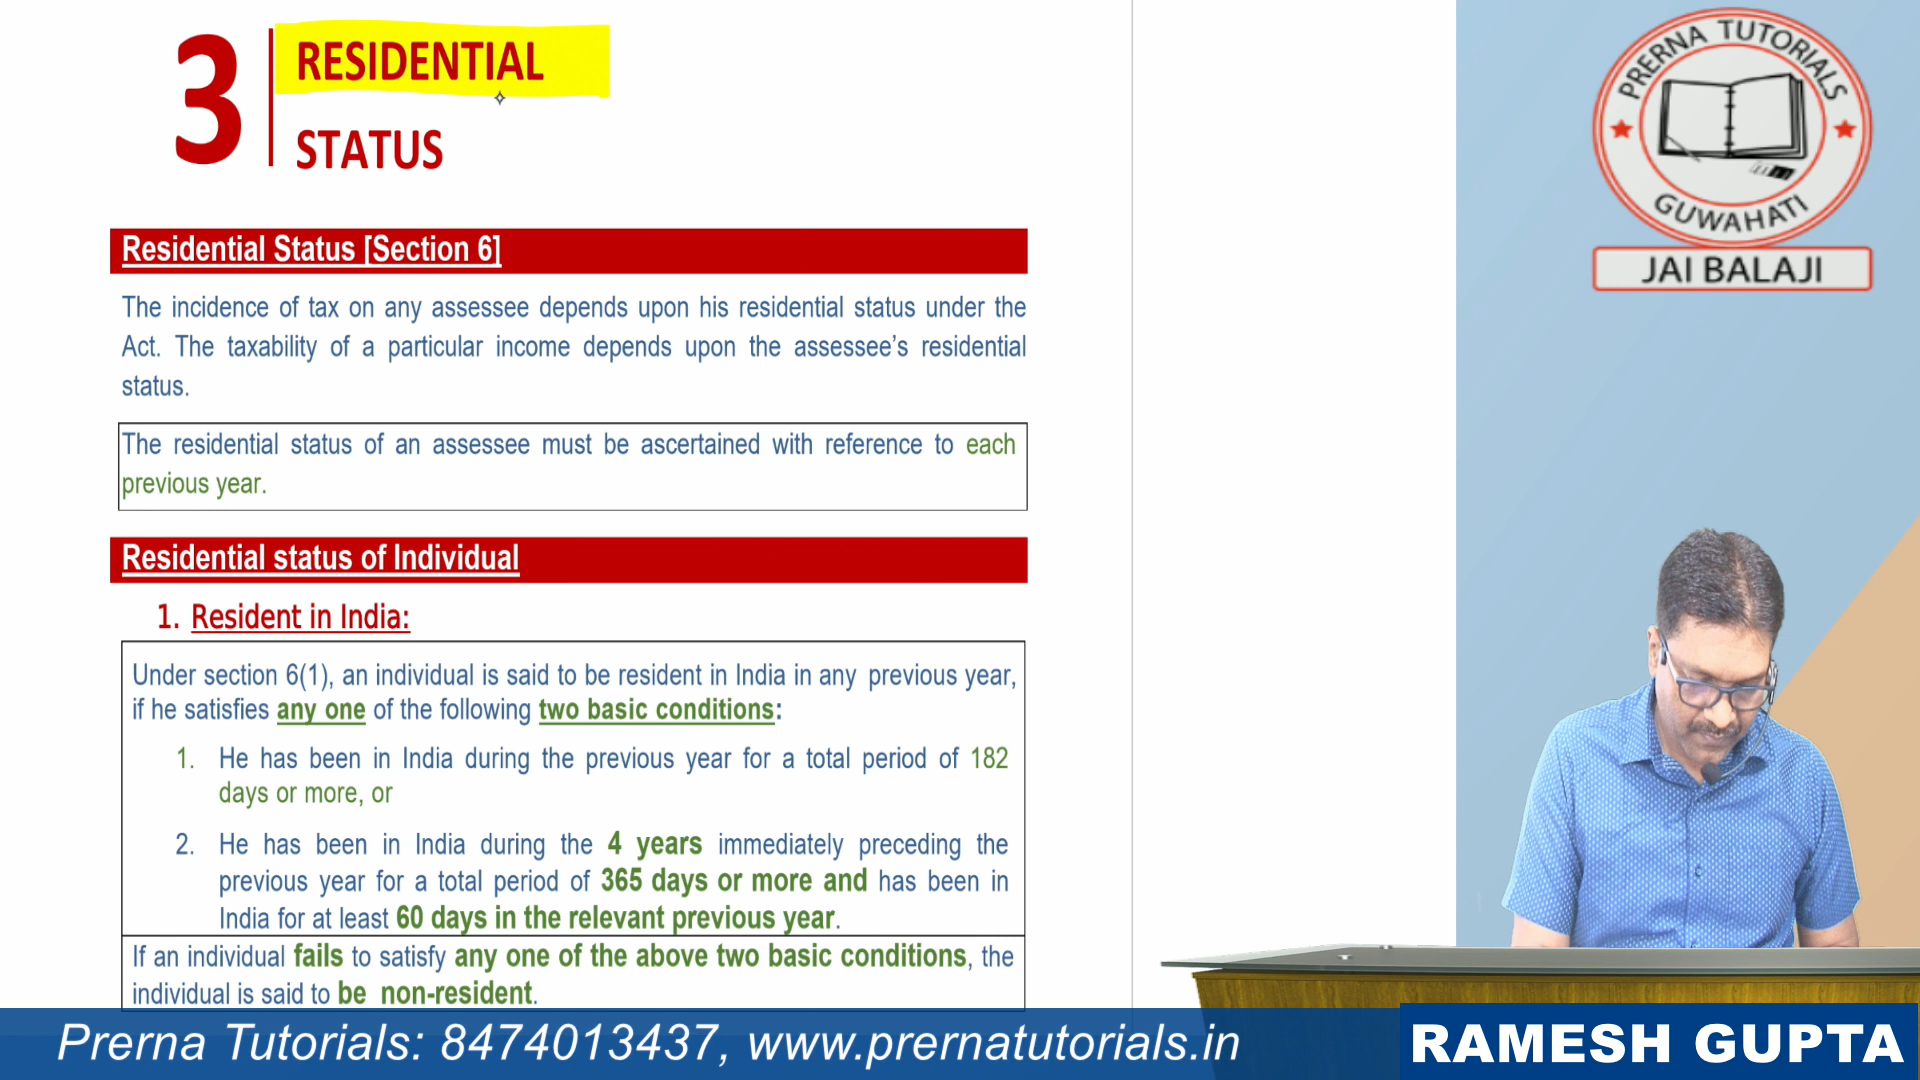 3
RESIDENTIAL
STATUS
Residential Status [Section 6]
The incidence of tax on any assessee depends upon his residential status under the
Act. The taxability of a particular income depends upon the assessee’s residential
status.
The residential status of an assessee must be ascertained with reference to each
previous year.
Residential status of Individual
1. Resident in India:
Under section 6(1), an individual is said to be resident in India in any previous year,
if he satisfies any one of the following two basic conditions:
1. He has been in India during the previous year for a total period of 182
days or more, or
2. He has been in India during the 4 years immediately preceding the
previous year for a total period of 365 days or more and has been in
India for at least 60 days in the relevant previous year.
If an individual fails to satisfy any one of the above two basic conditions, the
individual is said to be non-resident.
PRERNA TUTORIALS
GUWAHATI
JAI BALAJI
Prerna Tutorials: 8474013437, www.prernatutorials.in
RAMESH GUPTA